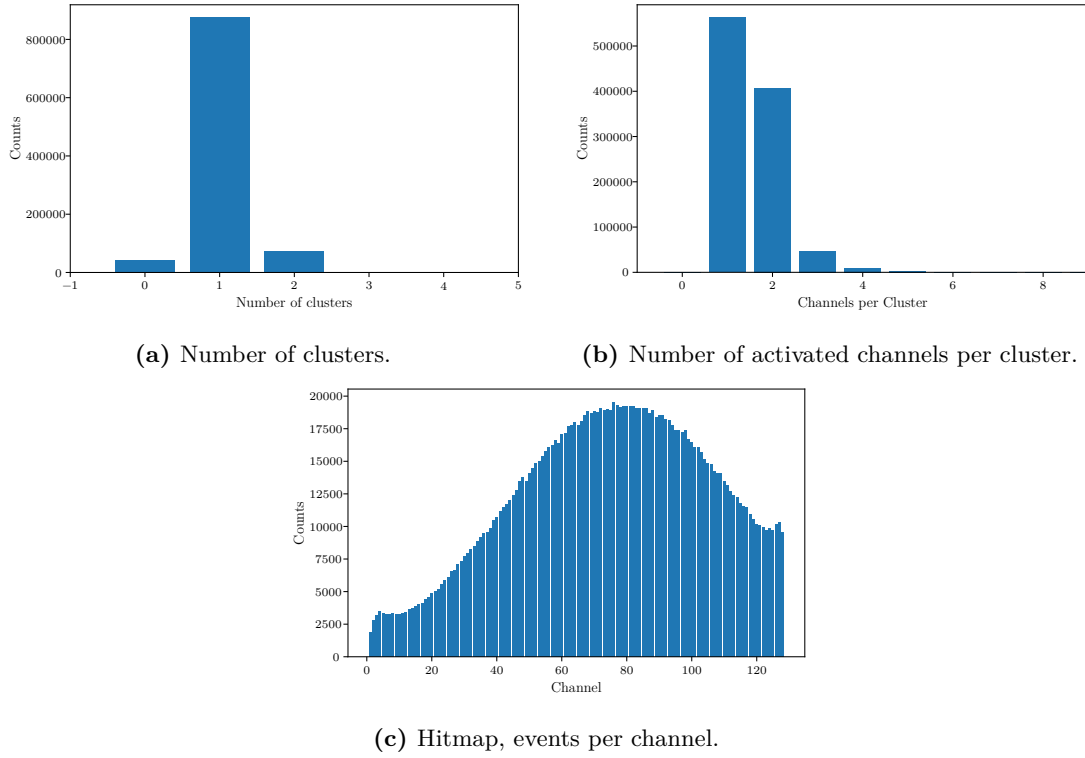 800000
600000
400000
200000
0
Counts
−1 0 1 2 3 4 5
Number of clusters
(a) Number of clusters.
500000
400000
300000
200000
100000
0
Counts
0 2 4 6 8
Channels per Cluster
(b) Number of activated channels per cluster.
20000
17500
15000
12500
10000
7500
5000
2500
0
Counts
0 20 40 60 80 100 120
Channel
(c) Hitmap, events per channel.